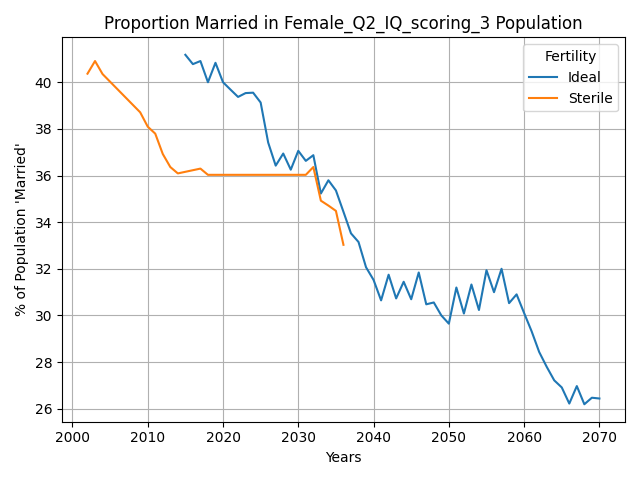 Proportion Married in Female_Q2_IQ_scoring_3 Population
% of Population 'Married'
40
38
36
34
32
30
28
26
Fertility
Ideal
Sterile
2000 2010 2020 2030 2040 2050 2060 2070
Years